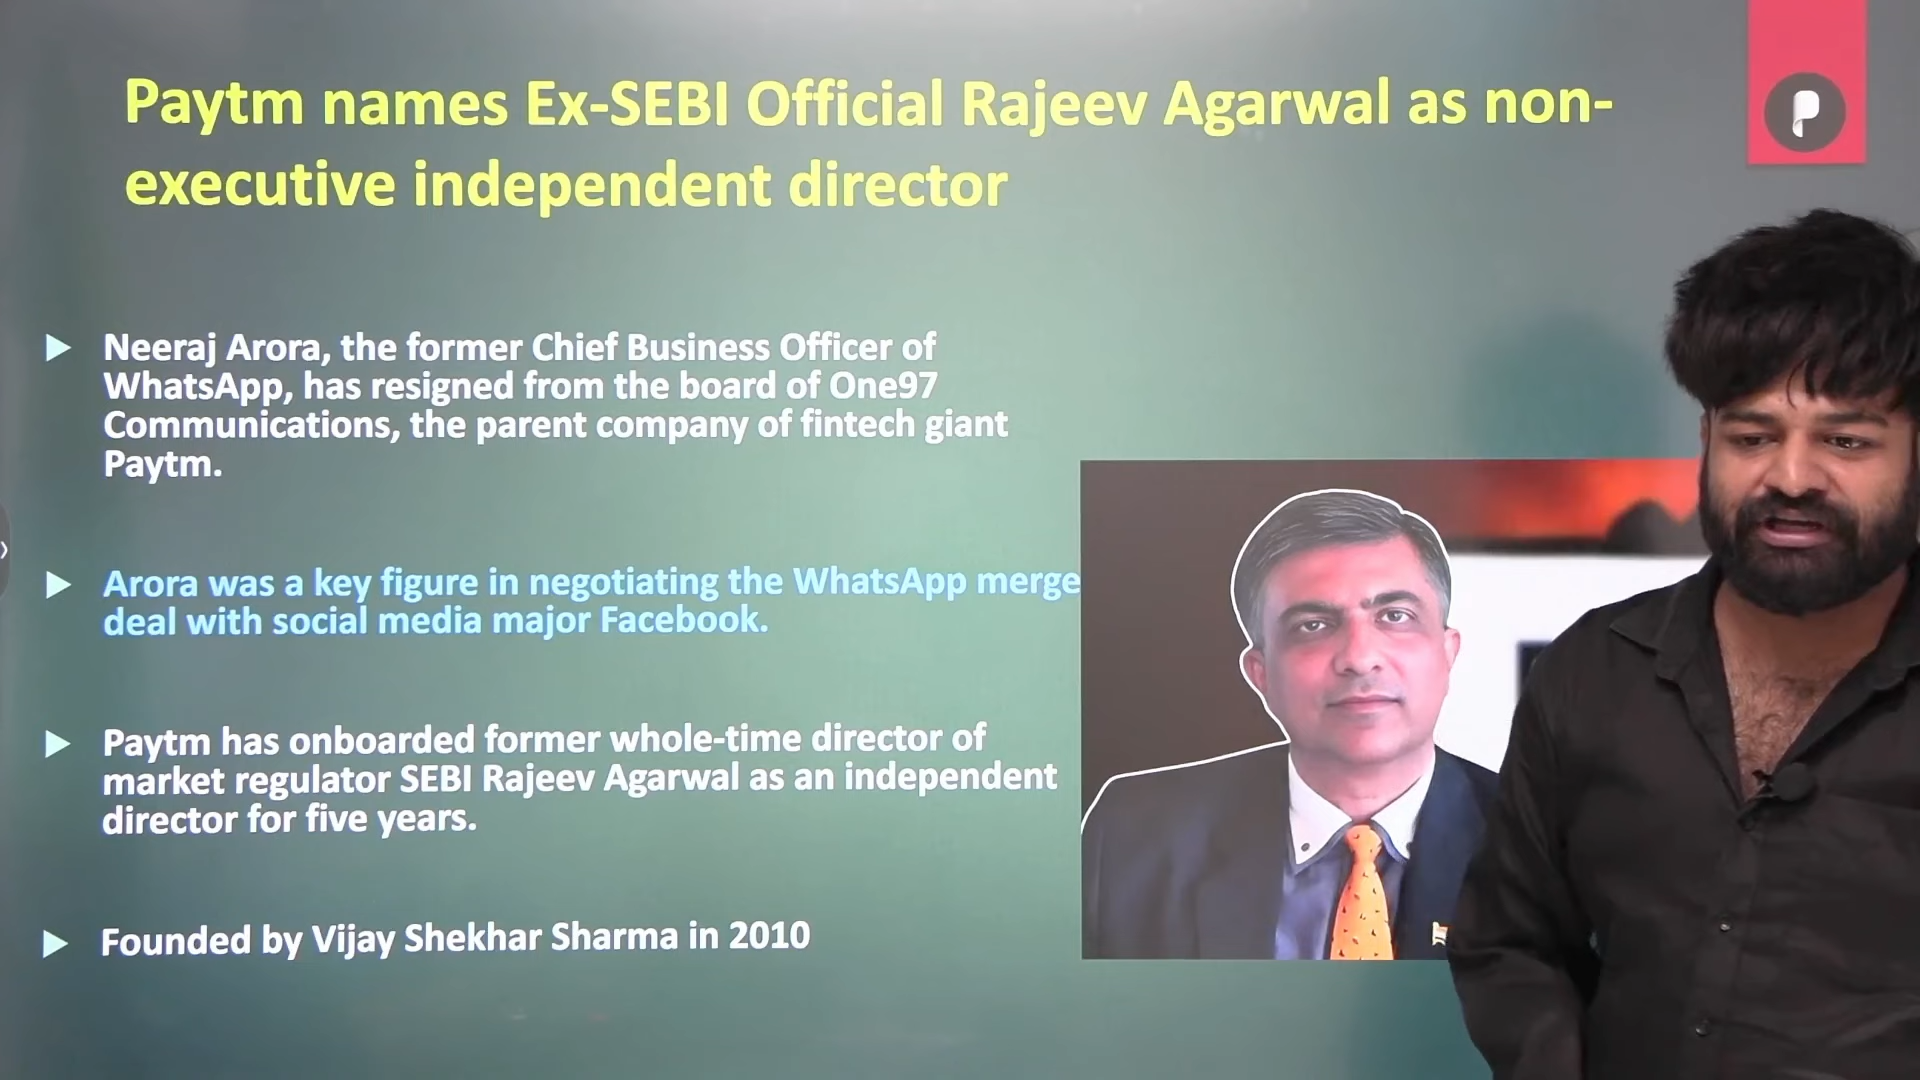 Paytm names Ex-SEBI Official Rajeev Agarwal as non-
executive independent director
Neeraj Arora, the former Chief Business Officer of
WhatsApp, has resigned from the board of One97
Communications, the parent company of fintech giant
Paytm.
Arora was a key figure in negotiating the WhatsApp merge
deal with social media major Facebook.
Paytm has onboarded former whole-time director of
market regulator SEBI Rajeev Agarwal as an independent
director for five years.
Founded by Vijay Shekhar Sharma in 2010
P